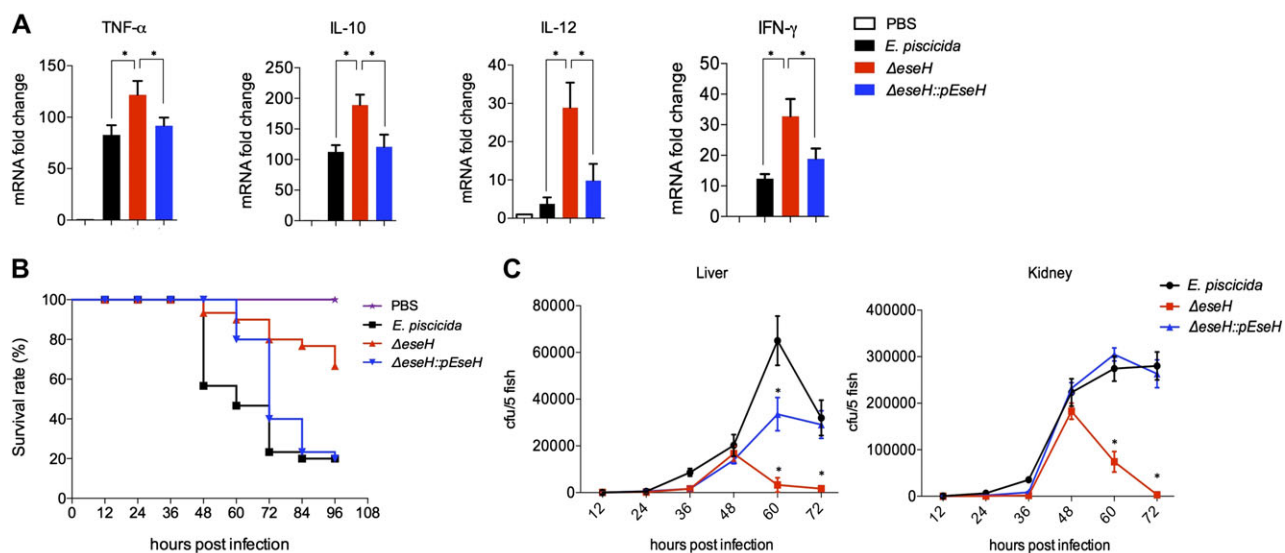 A
TNF-α
IL-10
IL-12
IFN-γ
PBS
E. piscicida
ΔeseH
ΔeseH::pEseH
mRNA fold change
150
100
50
0
* *
mRNA fold change
250
200
150
100
50
0
* *
mRNA fold change
40
30
20
10
0
* *
mRNA fold change
50
40
30
20
10
0
* *
B
Survival rate (%)
100
80
60
40
20
0 12 24 36 48 60 72 84 96 108
hours post infection
PBS
E. piscicida
ΔeseH
ΔeseH::pEseH
C
Liver
cfu/5 fish
80000
60000
40000
20000
0
12 24 36 48 60 72
hours post infection
*
* *
Kidney
cfu/5 fish
400000
300000
200000
100000
0
12 24 36 48 60 72
hours post infection
*
*
E. piscicida
ΔeseH
ΔeseH::pEseH